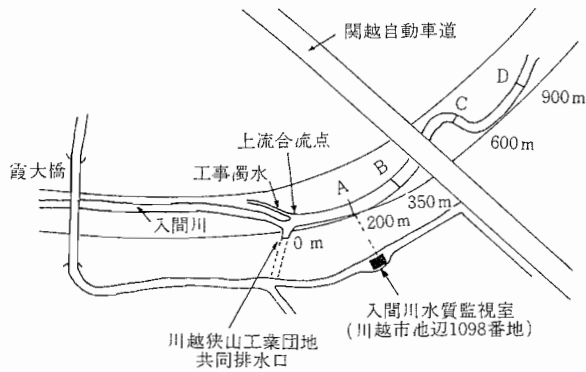 関越自動車道
D
900m
C
600m
上流合流点
霞大橋
工事濁水
B
A
350m
200m
入間川
0m
入間川水質監視室
(川越市池辺1098番地)
川越狭山工業団地
共同排水口